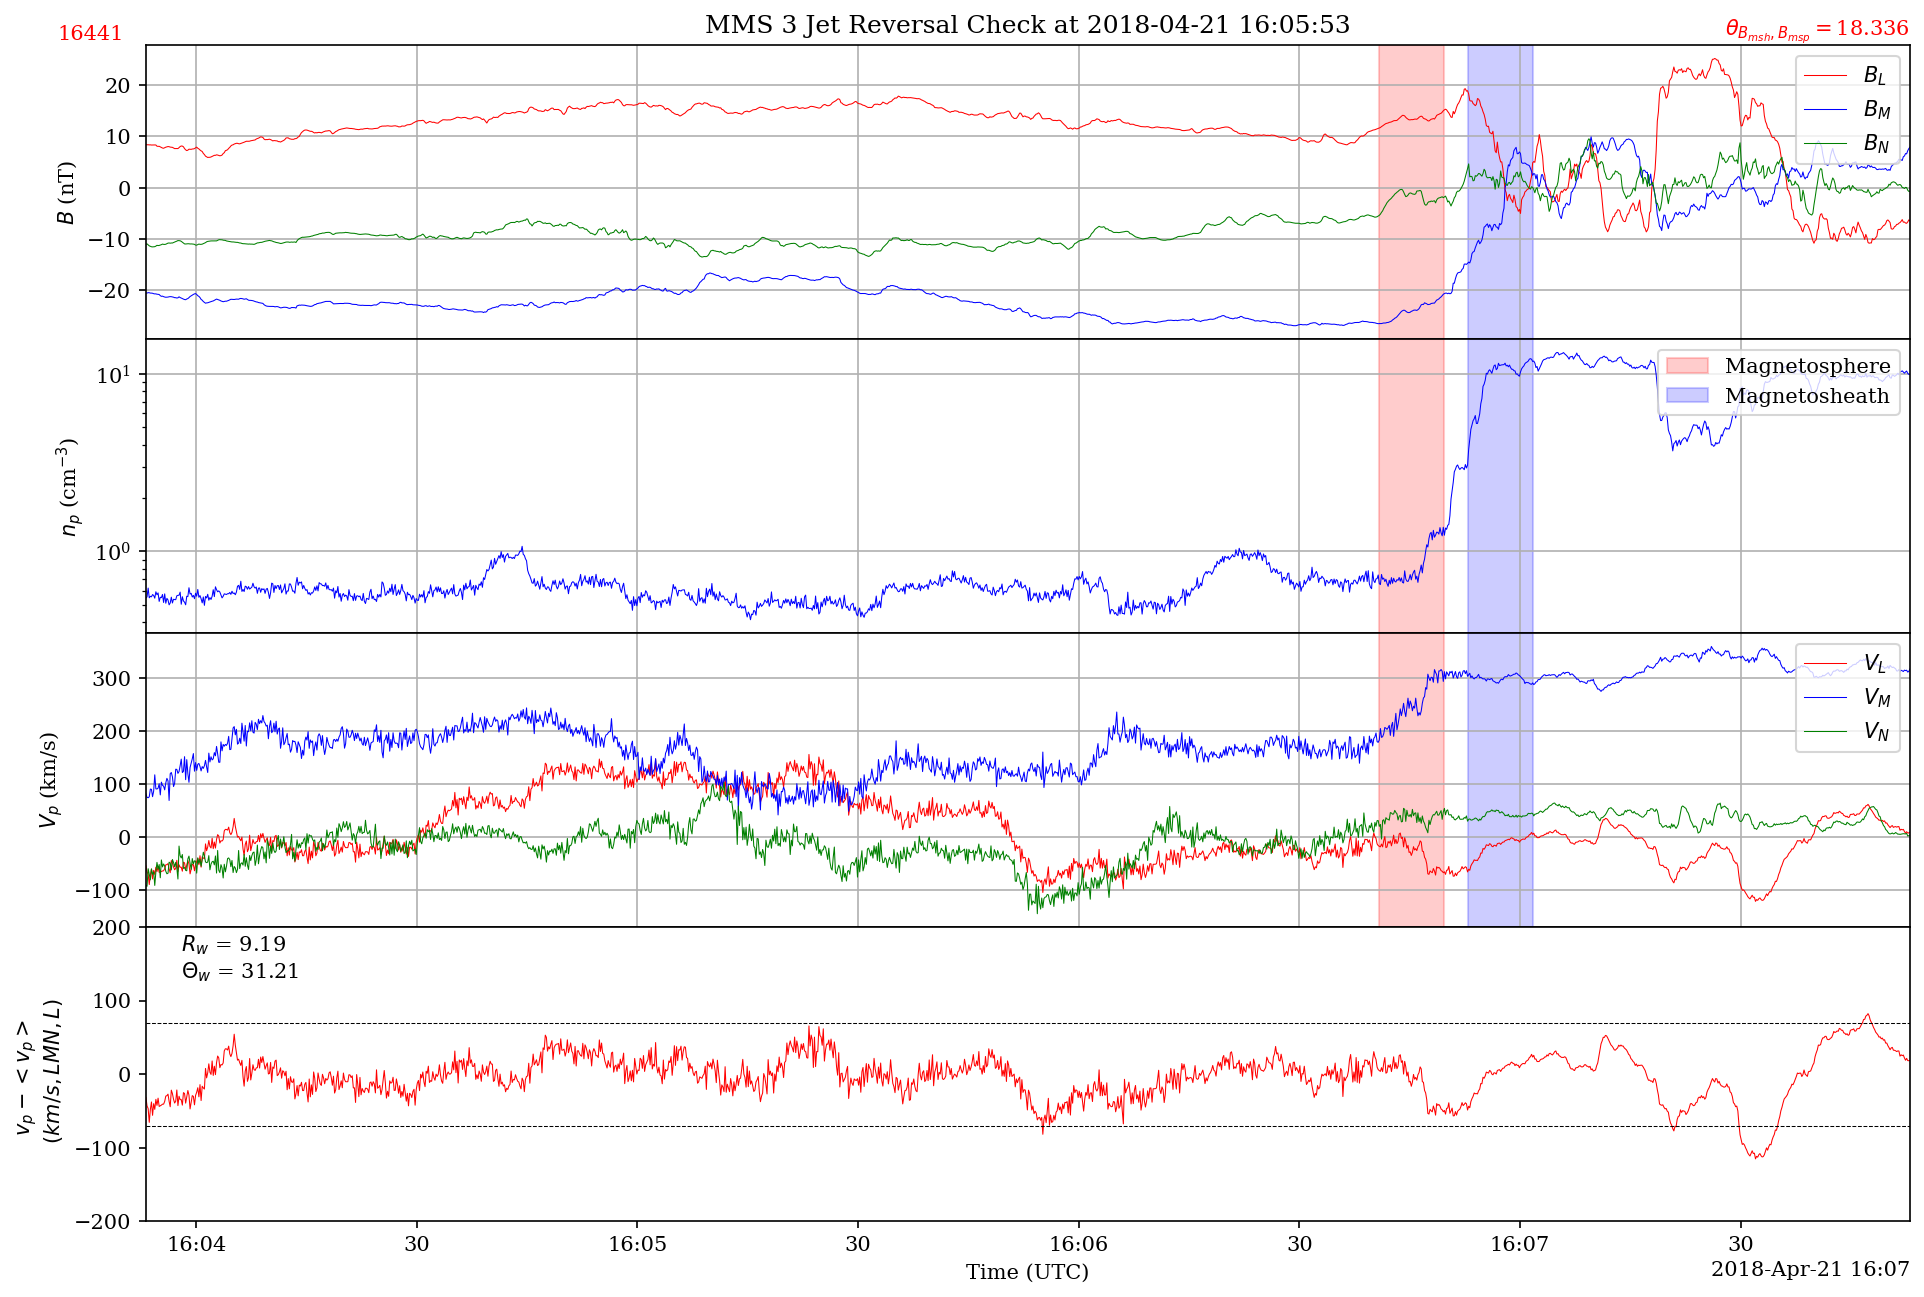 16441
MMS 3 Jet Reversal Check at 2018-04-21 16:05:53
θ_{B_{msh}, B_{msp}} = 18.336
B (nT)
20
10
0
−10
−20
B_L
B_M
B_N
n_p (cm^{−3})
10^1
10^0
Magnetosphere
Magnetosheath
V_p (km/s)
300
200
100
0
−100
V_L
V_M
V_N
v_p − < v_p >
(km/s, LMN, L)
200
100
0
−100
−200
R_w = 9.19
Θ_w = 31.21
16:04 30 16:05 30 16:06 30 16:07 30
Time (UTC)
2018-Apr-21 16:07